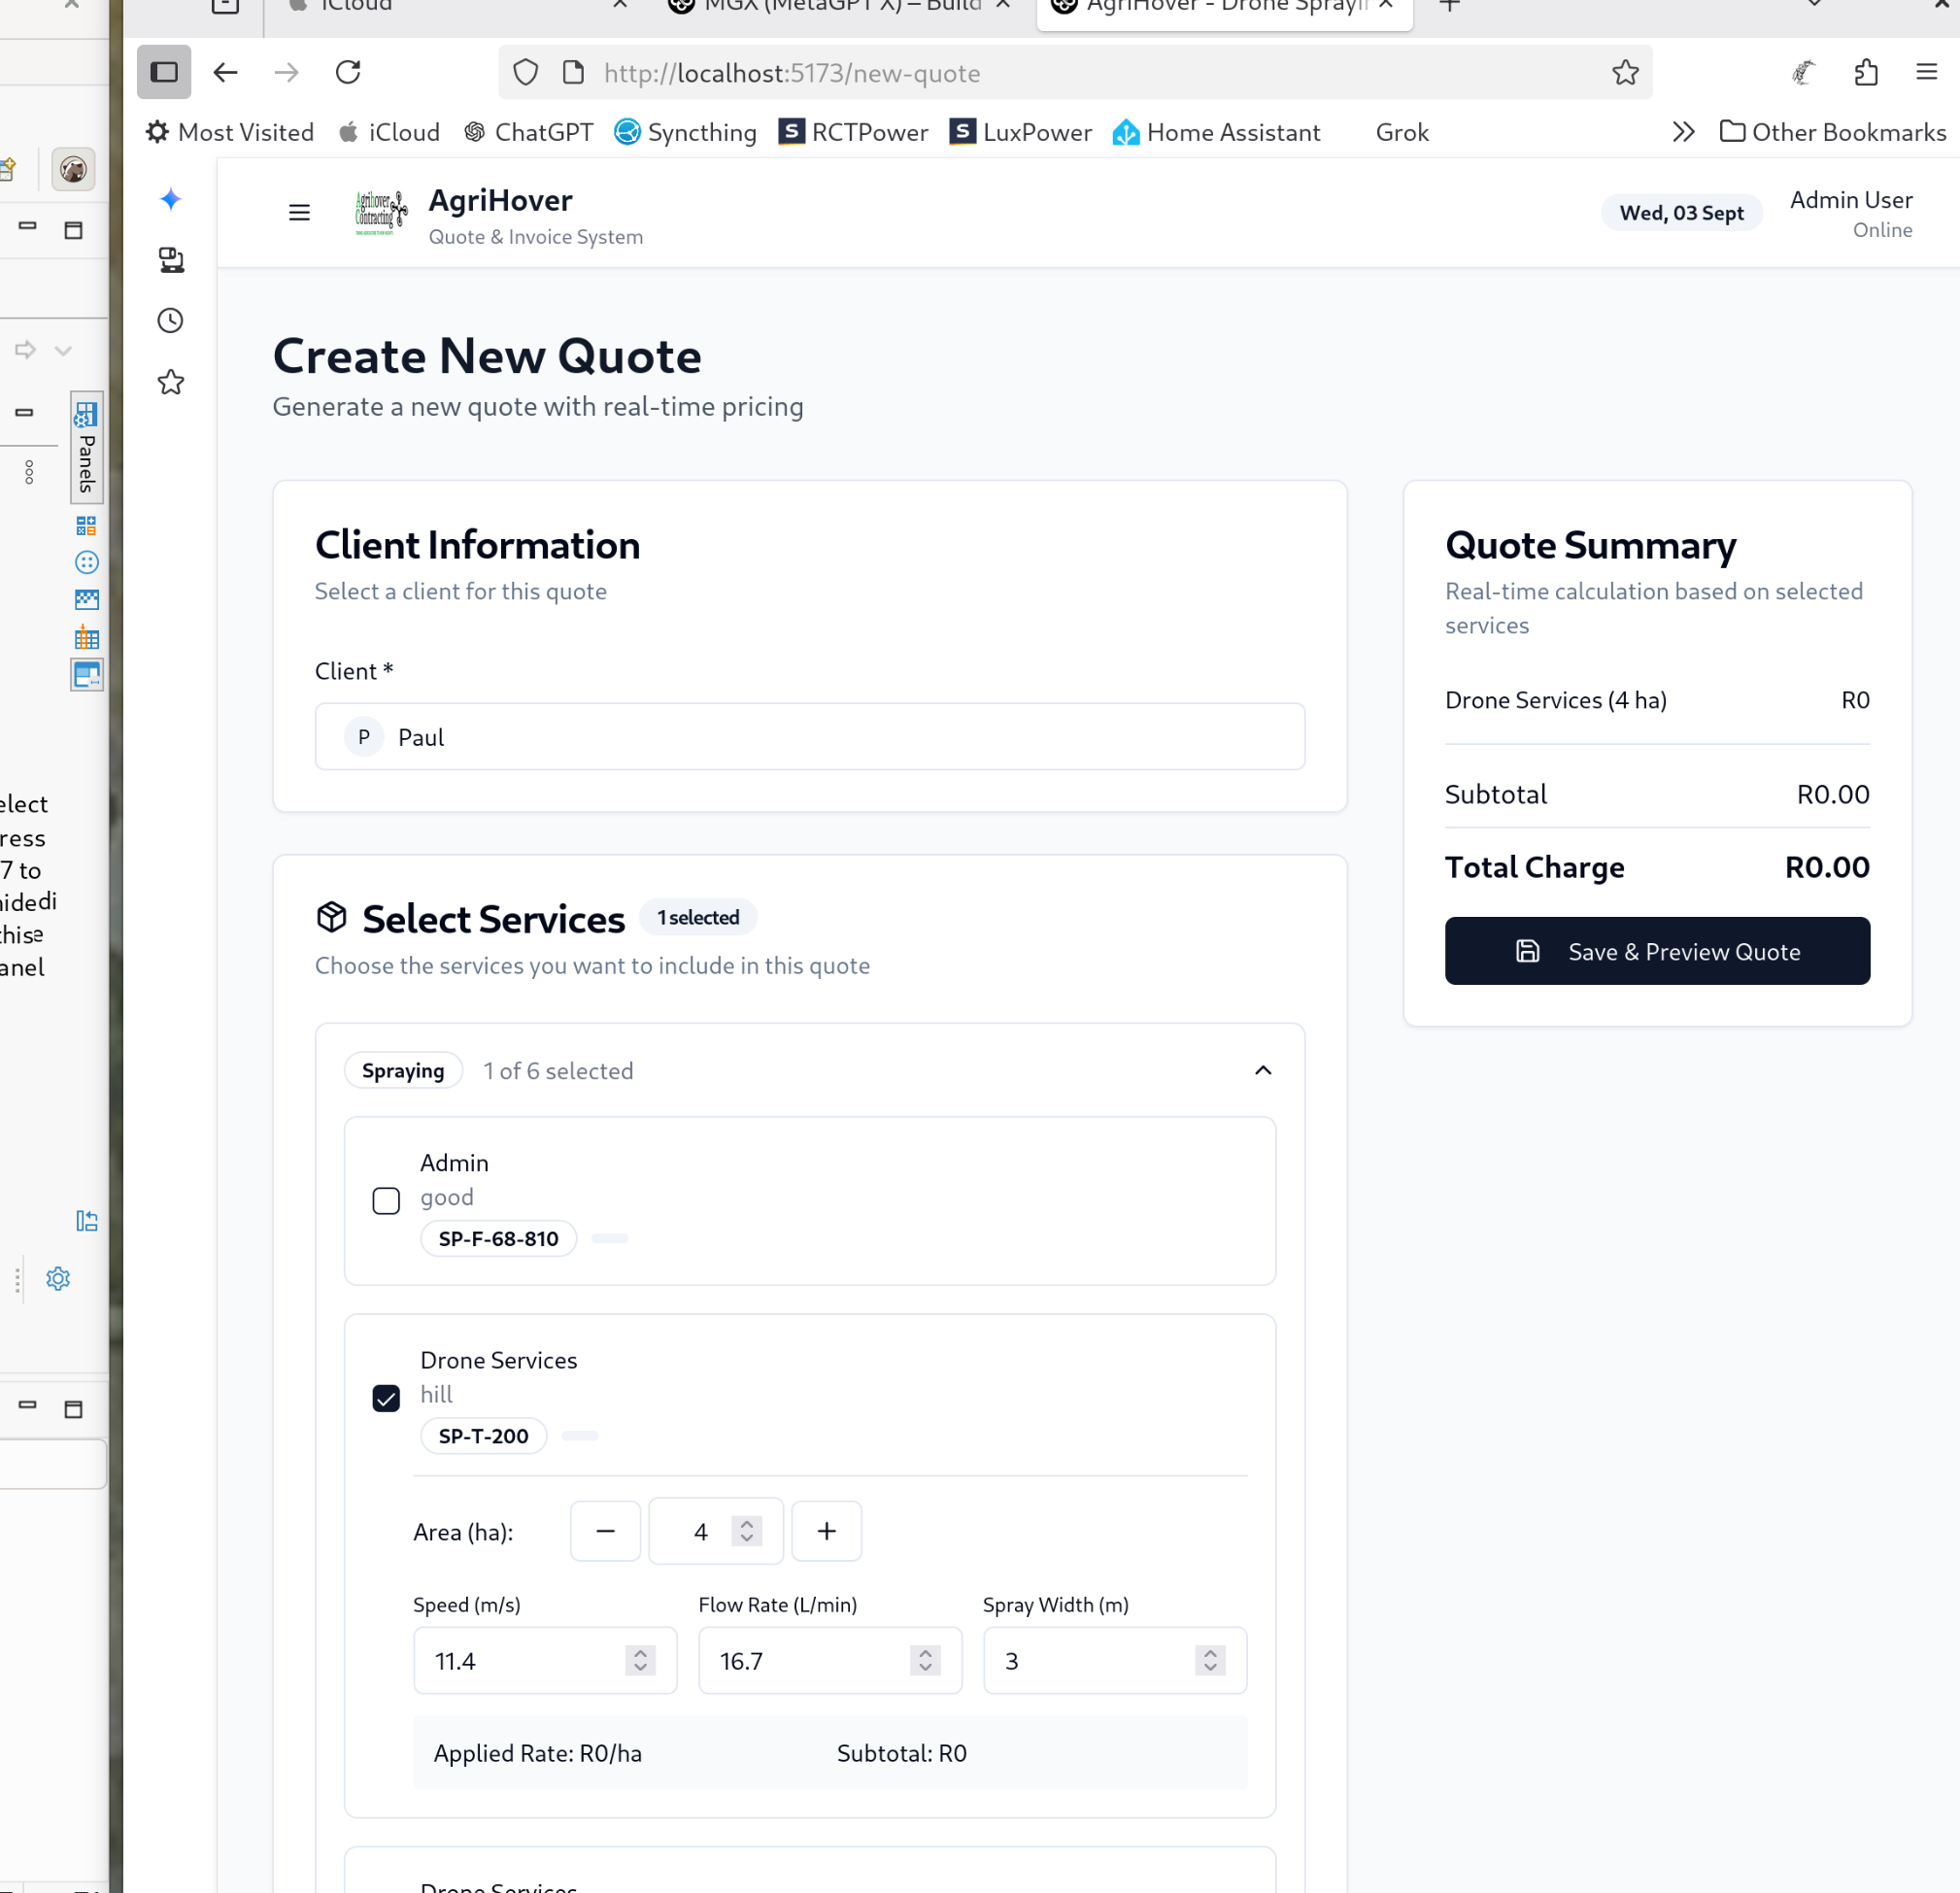 iCloud
MGX (MetaGPT X) – Build
AgriHover - Drone Sprayin
http://localhost:5173/new-quote
Most Visited
iCloud
ChatGPT
Syncthing
RCTPower
LuxPower
Home Assistant
Grok
Other Bookmarks
AgriHover
Quote & Invoice System
Wed, 03 Sept
Admin User
Online
Panels
elect
ress
7 to
hidedi
thise
anel
Create New Quote
Generate a new quote with real-time pricing
Client Information
Select a client for this quote
Client *
P Paul
Select Services 1 selected
Choose the services you want to include in this quote
Spraying 1 of 6 selected
Admin
good
SP-F-68-810
Drone Services
hill
SP-T-200
Area (ha): 4
Speed (m/s) Flow Rate (L/min) Spray Width (m)
11.4 16.7 3
Applied Rate: R0/ha Subtotal: R0
Drone Services
Quote Summary
Real-time calculation based on selected
services
Drone Services (4 ha) R0
Subtotal R0.00
Total Charge R0.00
Save & Preview Quote